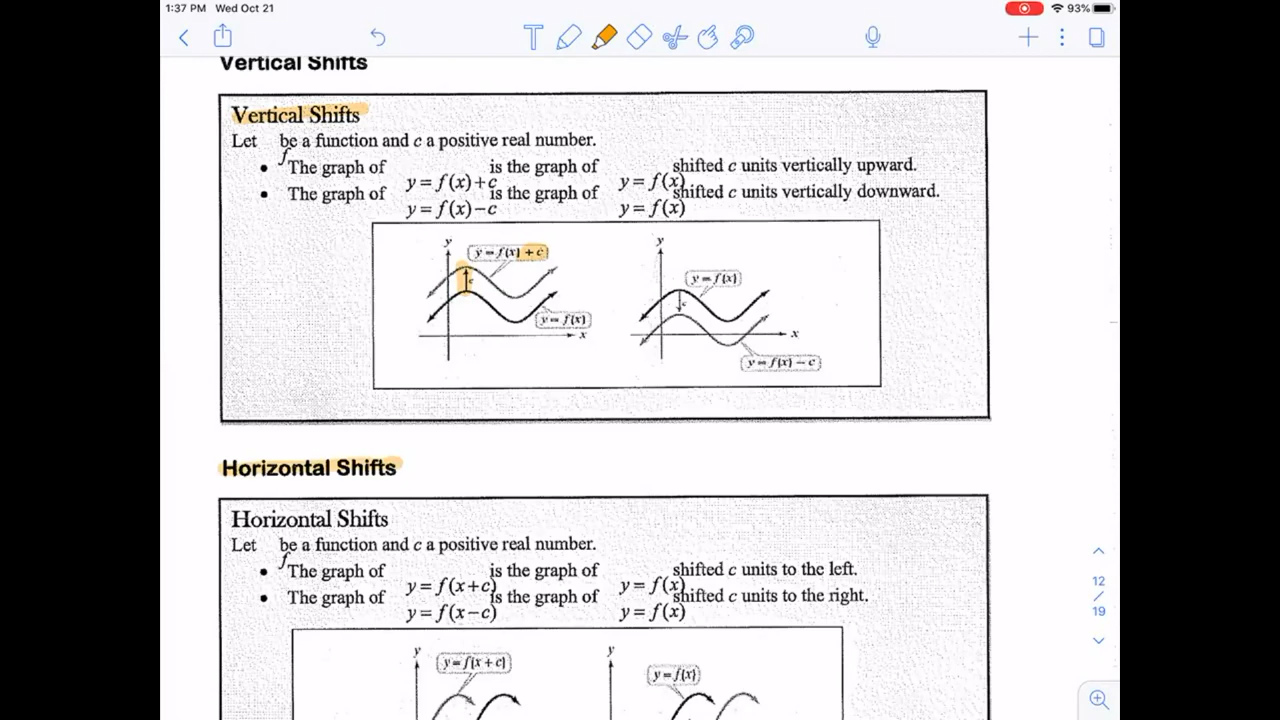 1:37 PM Wed Oct 21
93%
Vertical Shifts
Vertical Shifts
Let f be a function and c a positive real number.
• The graph of y = f(x)+c is the graph of y = f(x) shifted c units vertically upward.
• The graph of y = f(x)−c is the graph of y = f(x) shifted c units vertically downward.
y
y = f(x) + c
c
y = f(x)
x
y
y = f(x)
c
x
y = f(x) − c
Horizontal Shifts
Horizontal Shifts
Let f be a function and c a positive real number.
• The graph of y = f(x+c) is the graph of y = f(x) shifted c units to the left.
• The graph of y = f(x−c) is the graph of y = f(x) shifted c units to the right.
y
y = f(x + c)
y
y = f(x)
12
/
19